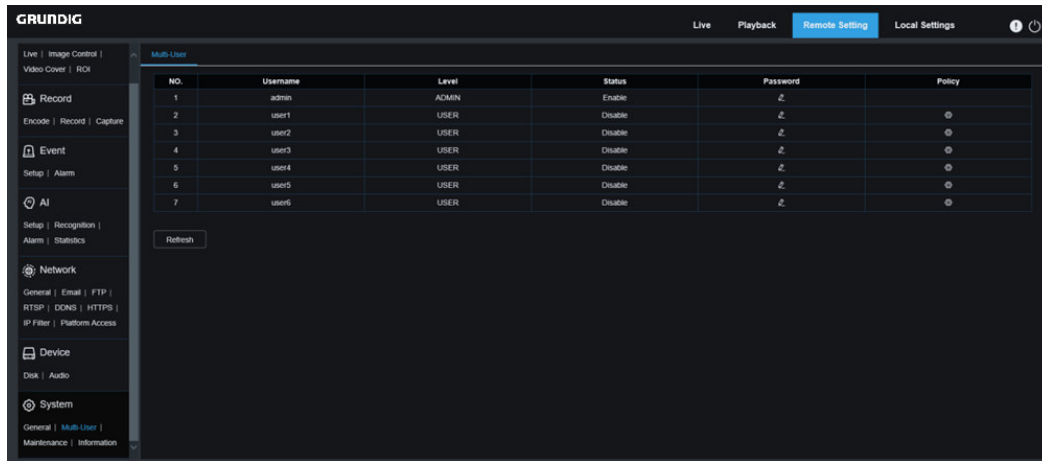 GRUNDIG
Live Playback Remote Setting Local Settings
Live | Image Control |
Video Cover | ROI
Record
Encode | Record | Capture
Event
Setup | Alarm
AI
Setup | Recognition |
Alarm | Statistics
Network
General | Email | FTP |
RTSP | DDNS | HTTPS |
IP Filter | Platform Access
Device
Disk | Audio
System
General | Multi-User |
Maintenance | Information
Multi-User
NO. Username Level Status Password Policy
1 admin ADMIN Enable
2 user1 USER Disable
3 user2 USER Disable
4 user3 USER Disable
5 user4 USER Disable
6 user5 USER Disable
7 user6 USER Disable
Refresh